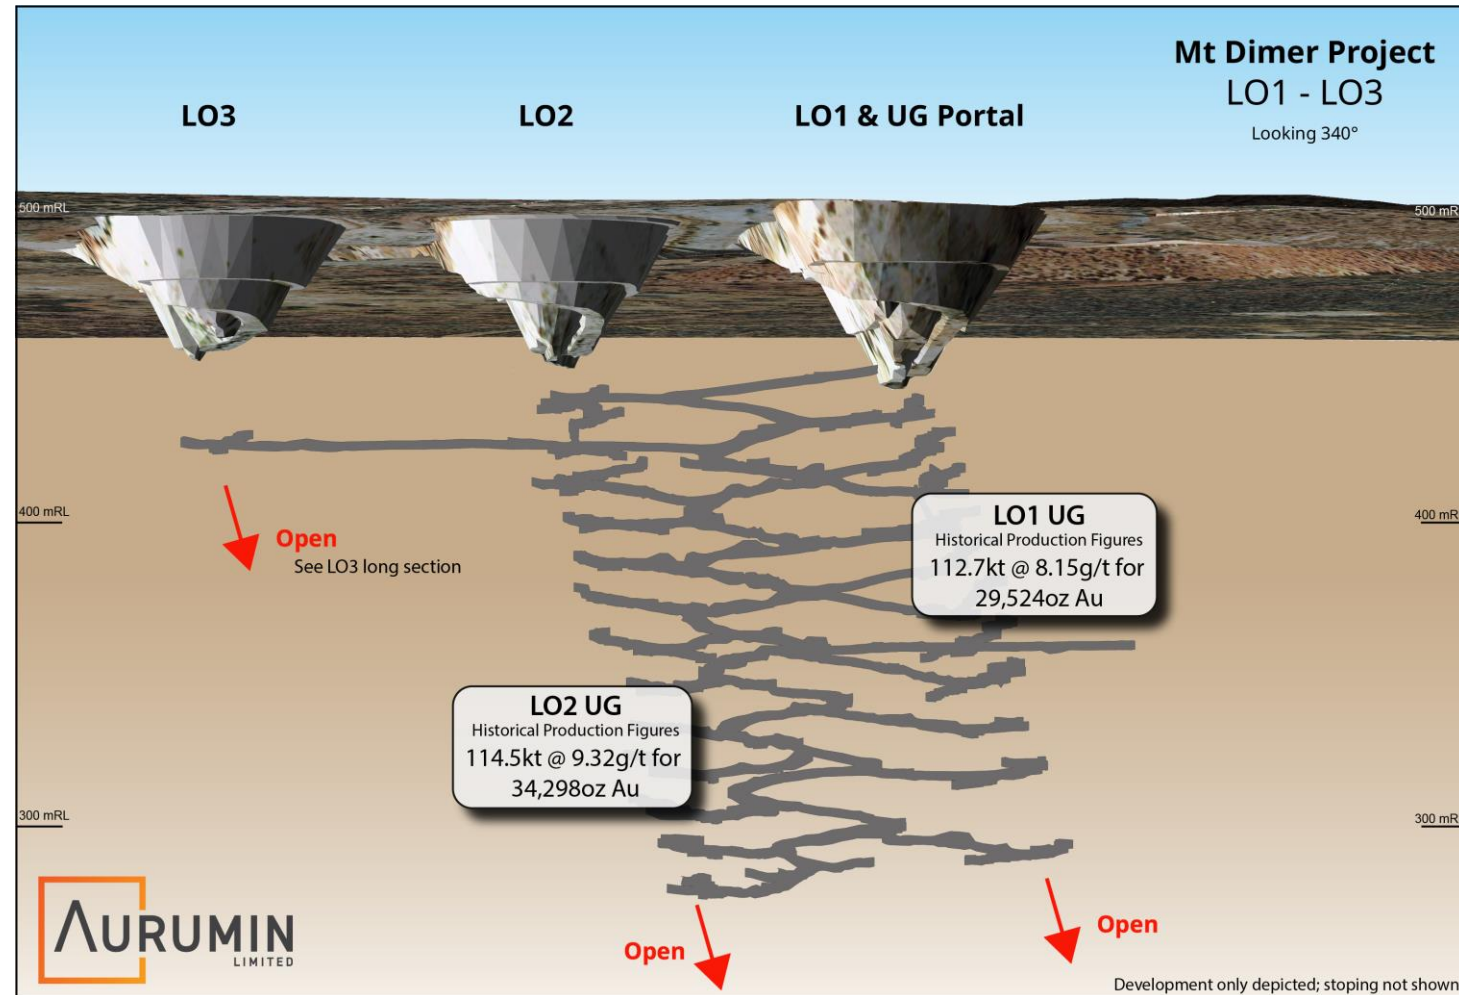 Mt Dimer Project
LO1 - LO3
Looking 340°
LO3
LO2
LO1 & UG Portal
500 mRL
500 mRL
400 mRL
400 mRL
Open
See LO3 long section
LO1 UG
Historical Production Figures
112.7kt @ 8.15g/t for
29,524oz Au
LO2 UG
Historical Production Figures
114.5kt @ 9.32g/t for
34,298oz Au
300 mRL
300 mR
Open
Open
AURUMIN
LIMITED
Development only depicted; stoping not shown